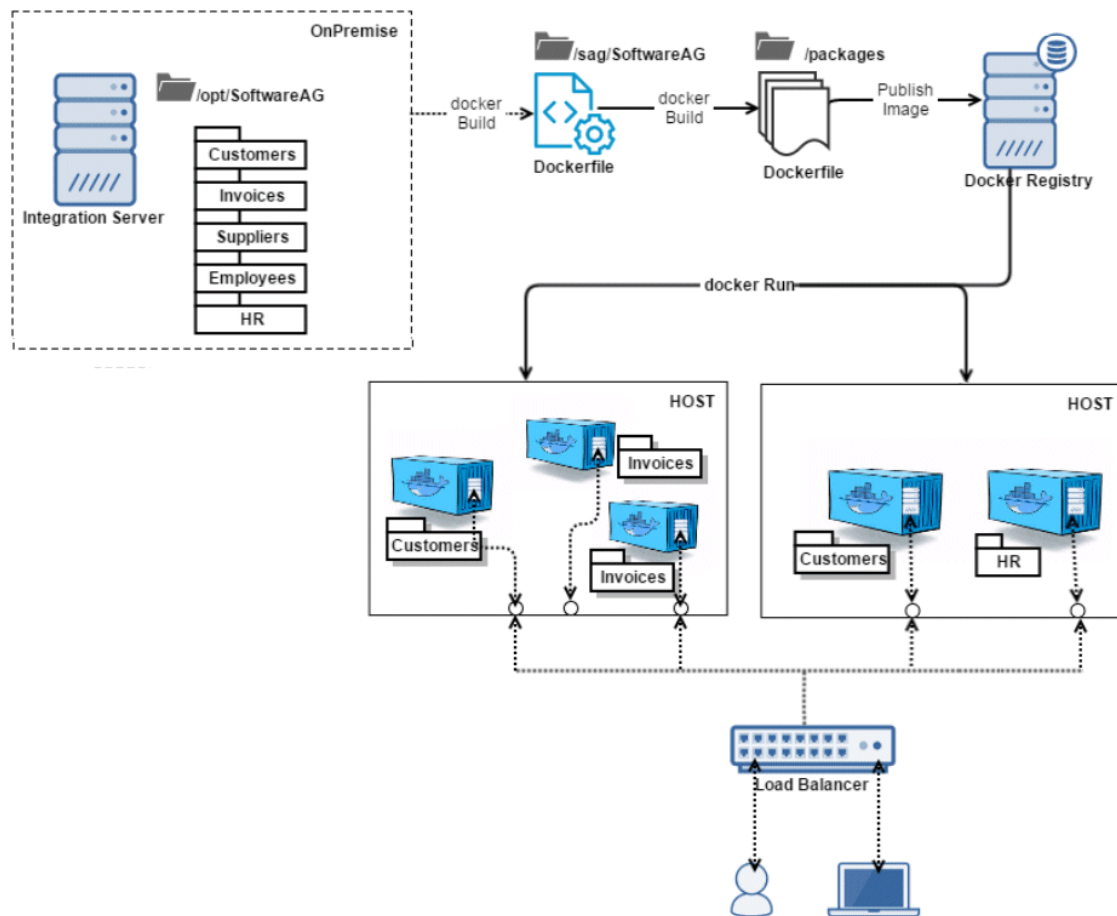 OnPremise
/opt/SoftwareAG
Customers
Invoices
Suppliers
Employees
HR
Integration Server
docker
Build
/sag/SoftwareAG
Dockerfile
docker
Build
/packages
Dockerfile
Publish
Image
Docker Registry
docker Run
HOST
Invoices
Customers
Invoices
HOST
Customers
HR
Load Balancer